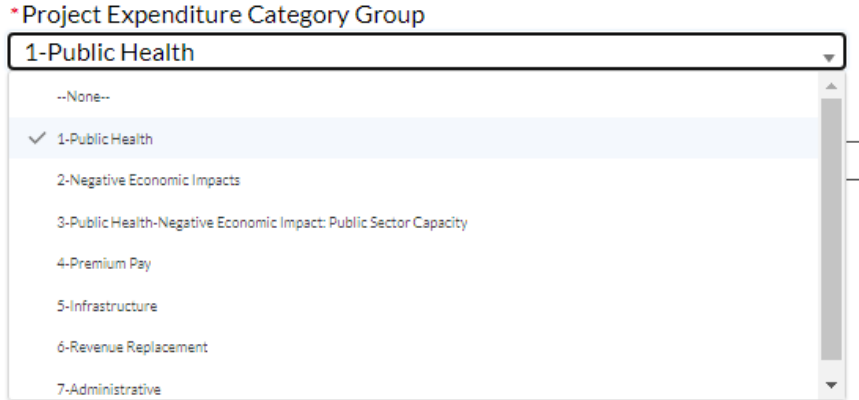 *Project Expenditure Category Group
1-Public Health
--None--
1-Public Health
2-Negative Economic Impacts
3-Public Health-Negative Economic Impact: Public Sector Capacity
4-Premium Pay
5-Infrastructure
6-Revenue Replacement
7-Administrative